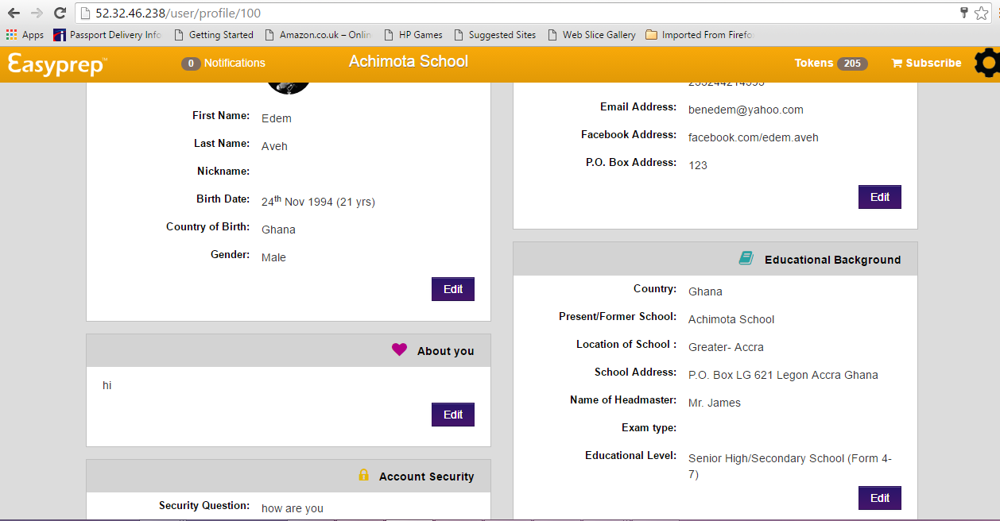 52.32.46.238/user/profile/100
Apps
Passport Delivery Info
Getting Started
Amazon.co.uk – Onlin
HP Games
Suggested Sites
Web Slice Gallery
Imported From Firefo
Easyprep™
0 Notifications
Achimota School
Tokens 205
Subscribe
First Name: Edem
Last Name: Aveh
Nickname:
Birth Date: 24th Nov 1994 (21 yrs)
Country of Birth: Ghana
Gender: Male
Edit
About you
hi
Edit
Account Security
Security Question: how are you
Email Address: benedem@yahoo.com
Facebook Address: facebook.com/edem.aveh
P.O. Box Address: 123
Edit
Educational Background
Country: Ghana
Present/Former School: Achimota School
Location of School : Greater- Accra
School Address: P.O. Box LG 621 Legon Accra Ghana
Name of Headmaster: Mr. James
Exam type:
Educational Level: Senior High/Secondary School (Form 4-
7)
Edit